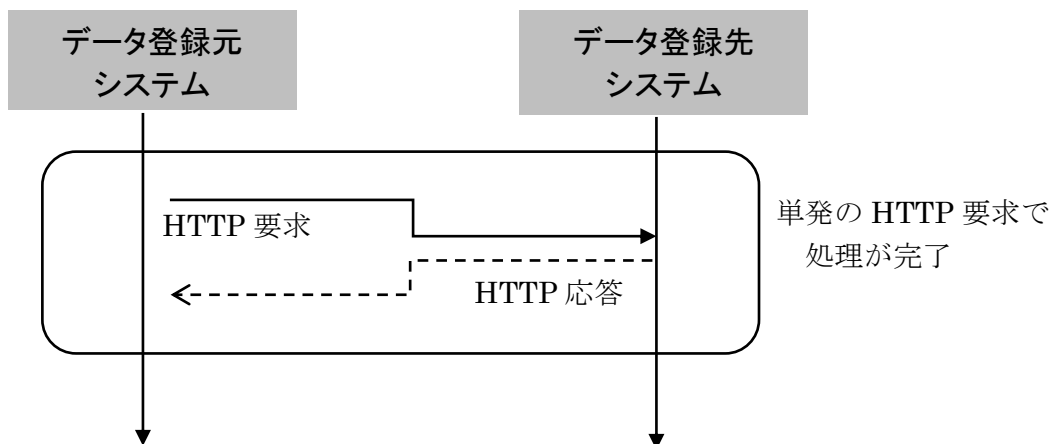 データ登録元
システム
データ登録先
システム
HTTP 要求
単発の HTTP 要求で
処理が完了
HTTP 応答